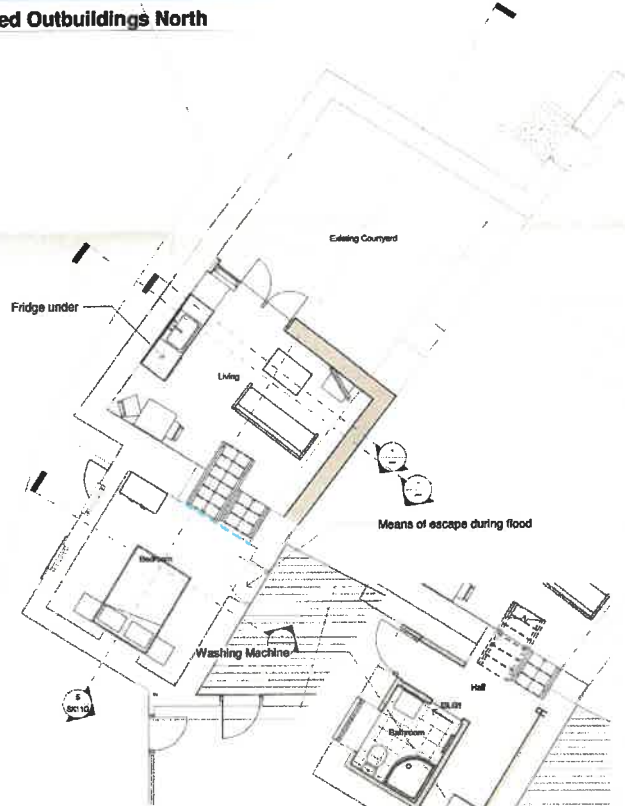 ed Outbuildings North
Existing Courtyard
Fridge under
Living
Means of escape during flood
Bedroom
Washing Machine
Hall
Bathroom